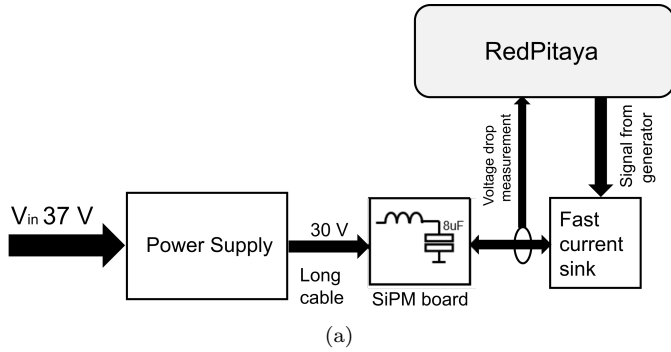 RedPitaya
Voltage drop
measurement
Signal from
generator
Vin 37 V
Power Supply
30 V
Long
cable
8uF
SiPM board
Fast
current
sink
(a)